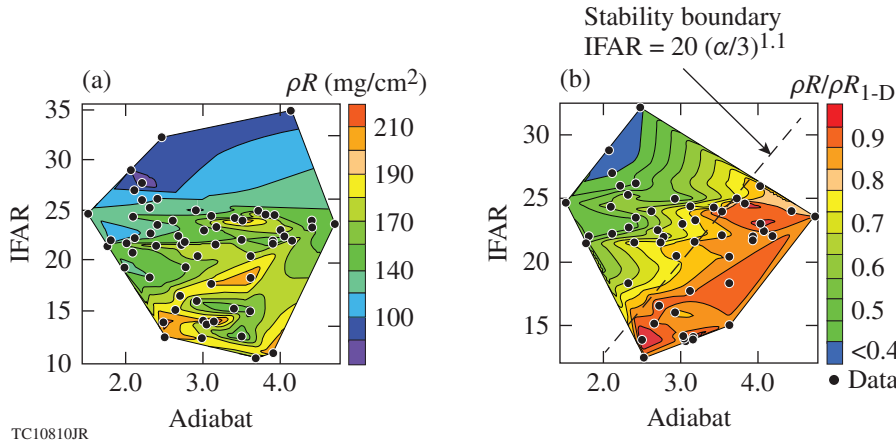 Stability boundary
IFAR = 20 (α/3)^1.1
(a)
ρR (mg/cm²)
(b)
ρR/ρR1-D
35
30
25
20
15
10
IFAR
2.0 3.0 4.0
Adiabat
210
190
170
140
100
30
25
20
15
IFAR
2.0 3.0 4.0
Adiabat
0.9
0.8
0.7
0.6
0.5
<0.4
Data
TC10810JR